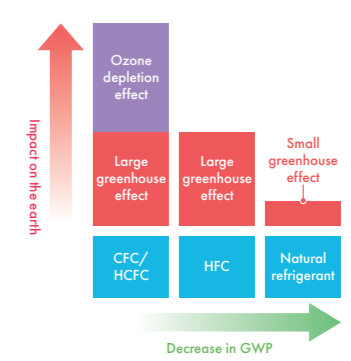 Ozone
depletion
effect
Impact on the earth
Large
greenhouse
effect
Large
greenhouse
effect
Small
greenhouse
effect
CFC/
HCFC
HFC
Natural
refrigerant
Decrease in GWP